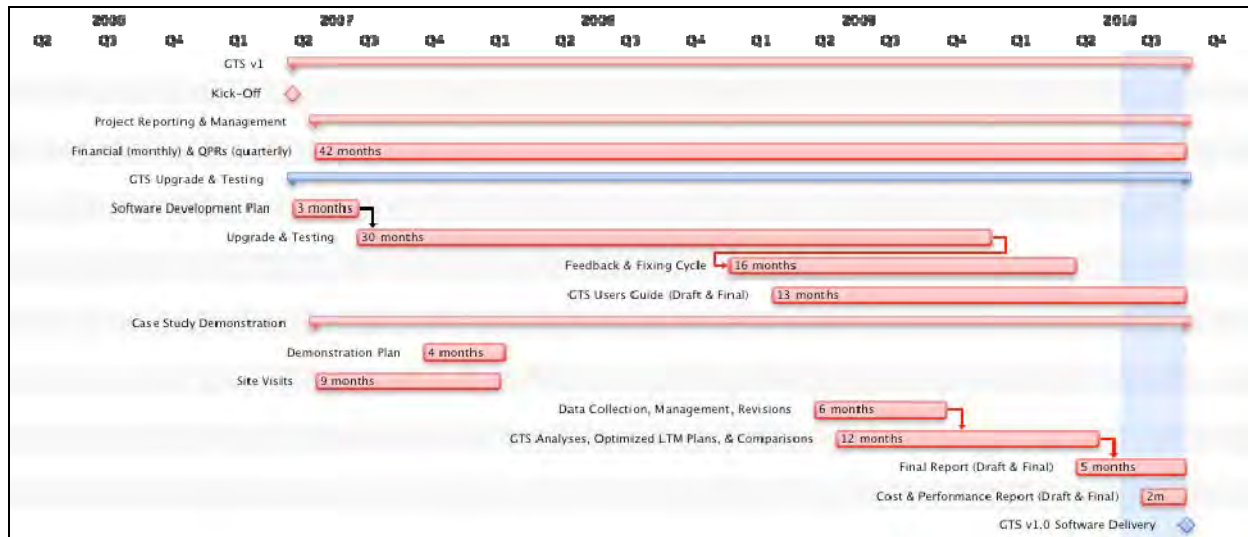 2006 2007 2008 2009 2010
Q2 Q3 Q4 Q1 Q2 Q3 Q4 Q1 Q2 Q3 Q4 Q1 Q2 Q3 Q4 Q1 Q2 Q3 Q4
GTS v1
Kick-Off
Project Reporting & Management
Financial (monthly) & QPRs (quarterly) 42 months
GTS Upgrade & Testing
Software Development Plan 3 months
Upgrade & Testing 30 months
Feedback & Fixing Cycle 16 months
GTS Users Guide (Draft & Final) 13 months
Case Study Demonstration
Demonstration Plan 4 months
Site Visits 9 months
Data Collection, Management, Revisions 6 months
GTS Analyses, Optimized LTM Plans, & Comparisons 12 months
Final Report (Draft & Final) 5 months
Cost & Performance Report (Draft & Final) 2m
GTS v1.0 Software Delivery